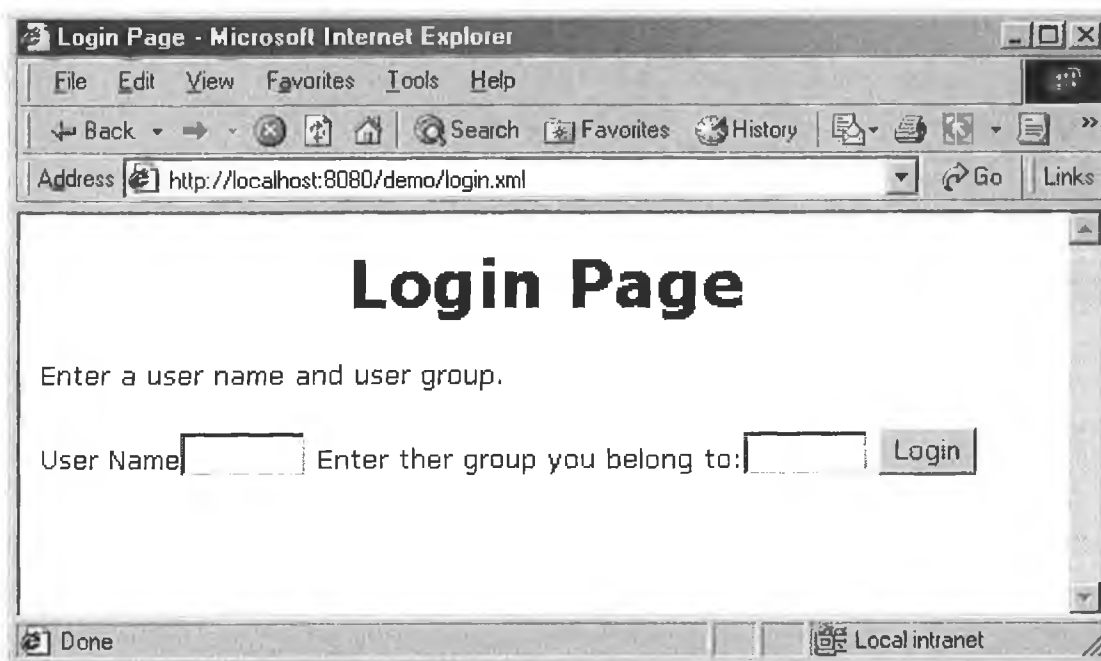 Login Page - Microsoft Internet Explorer
File Edit View Favorites Tools Help
Back Search Favorites History »
Address http://localhost:8080/demo/login.xml Go Links
Login Page
Enter a user name and user group.
User Name Enter ther group you belong to: Login
Done Local intranet